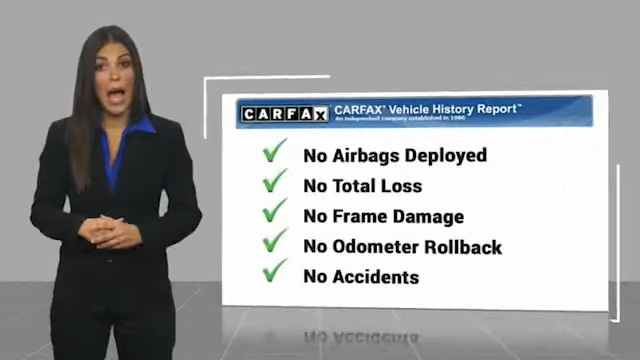 CARFAX CARFAX® Vehicle History Report™
An independent company established in 1986
No Airbags Deployed
No Total Loss
No Frame Damage
No Odometer Rollback
No Accidents